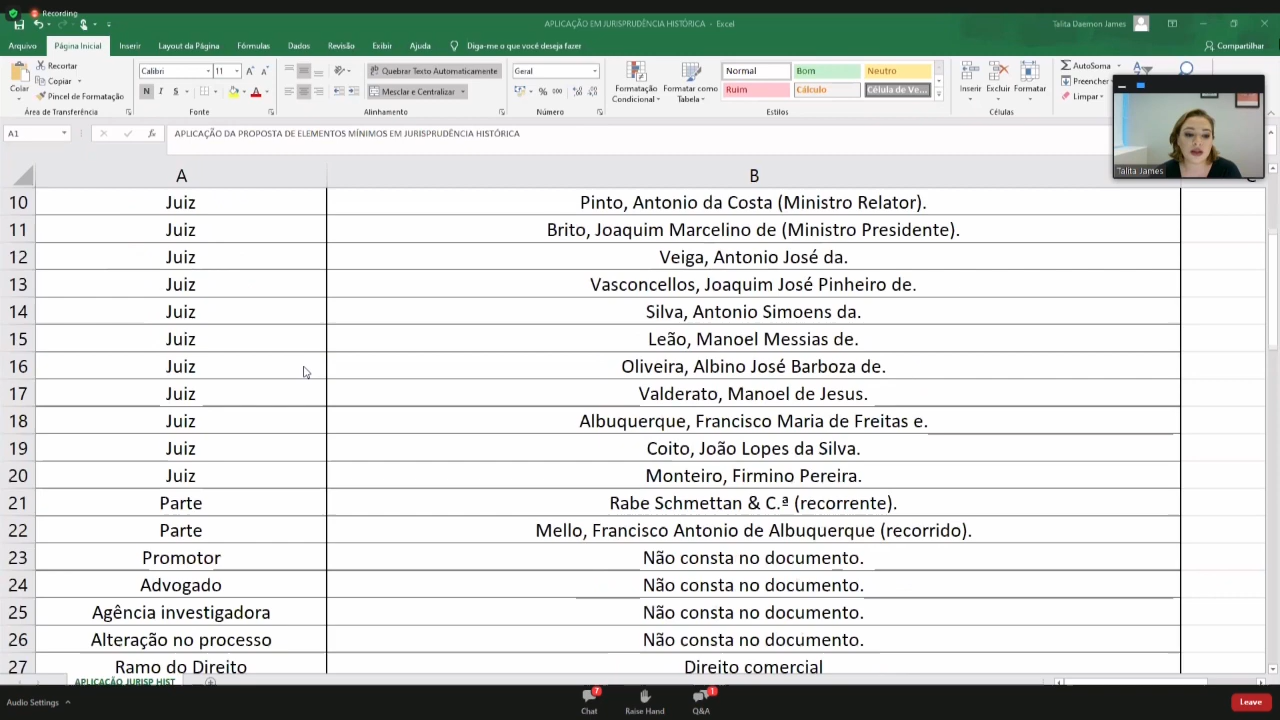 Recording
APLICAÇÃO EM JURISPRUDÊNCIA HISTÓRICA - Excel
Talita Daemon James
Arquivo Página Inicial Inserir Layout da Página Fórmulas Dados Revisão Exibir Ajuda Diga-me o que você deseja fazer Compartilhar
Colar
Recortar
Copiar
Pincel de Formatação
Área de Transferência
Calibri 11
N I S
Fonte
Quebrar Texto Automaticamente
Mesclar e Centralizar
Alinhamento
Geral
% 000
Número
Formatação Condicional
Formatar como Tabela
Normal Bom Neutro
Ruim Cálculo Célula de Ve...
Estilos
Inserir Excluir Formatar
Células
AutoSoma
Preencher
Limpar
A1 fx APLICAÇÃO DA PROPOSTA DE ELEMENTOS MÍNIMOS EM JURISPRUDÊNCIA HISTÓRICA
Talita James
A B
10 Juiz Pinto, Antonio da Costa (Ministro Relator).
11 Juiz Brito, Joaquim Marcelino de (Ministro Presidente).
12 Juiz Veiga, Antonio José da.
13 Juiz Vasconcellos, Joaquim José Pinheiro de.
14 Juiz Silva, Antonio Simoens da.
15 Juiz Leão, Manoel Messias de.
16 Juiz Oliveira, Albino José Barboza de.
17 Juiz Valderato, Manoel de Jesus.
18 Juiz Albuquerque, Francisco Maria de Freitas e.
19 Juiz Coito, João Lopes da Silva.
20 Juiz Monteiro, Firmino Pereira.
21 Parte Rabe Schmettan & C.ª (recorrente).
22 Parte Mello, Francisco Antonio de Albuquerque (recorrido).
23 Promotor Não consta no documento.
24 Advogado Não consta no documento.
25 Agência investigadora Não consta no documento.
26 Alteração no processo Não consta no documento.
27 Ramo do Direito Direito comercial
APLICAÇÃO JURISP HIST
Audio Settings
7
Chat
Raise Hand
1
Q&A
Leave